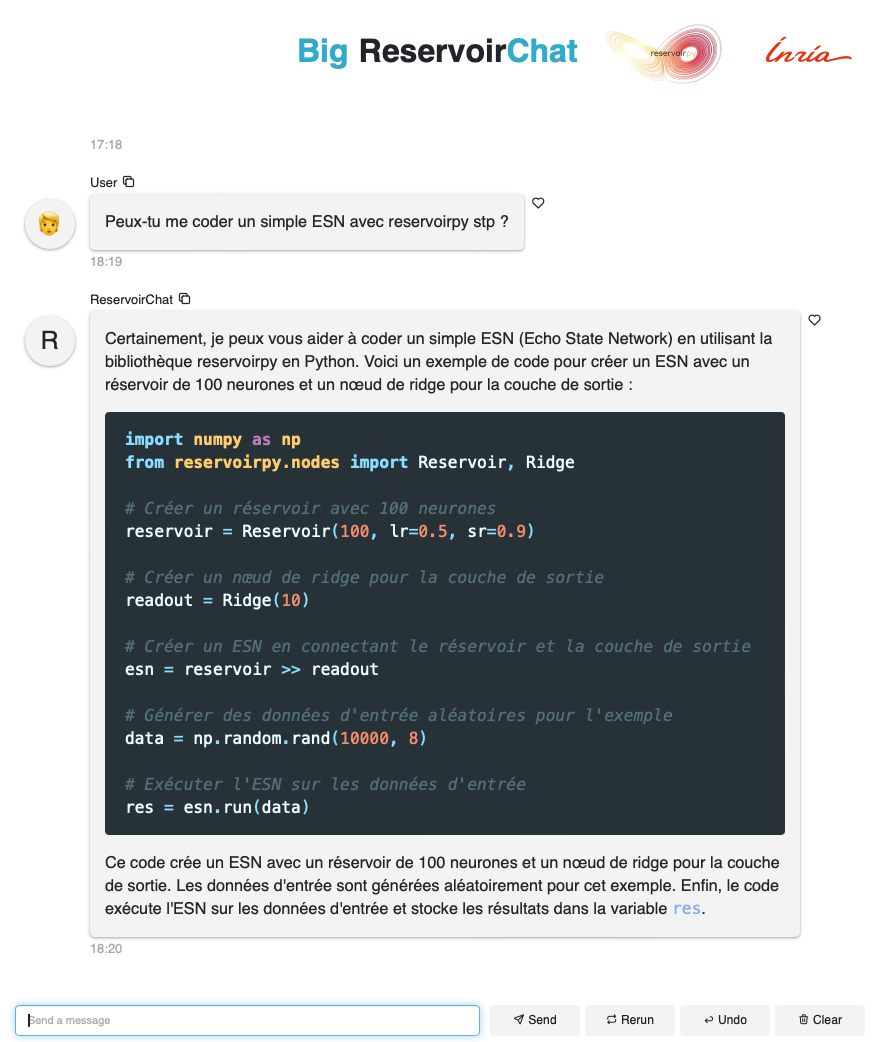 Big ReservoirChat
reservoirpy
Inria
17:18
User
Peux-tu me coder un simple ESN avec reservoirpy stp ?
18:19
ReservoirChat
R
Certainement, je peux vous aider à coder un simple ESN (Echo State Network) en utilisant la
bibliothèque reservoirpy en Python. Voici un exemple de code pour créer un ESN avec un
réservoir de 100 neurones et un nœud de ridge pour la couche de sortie :
import numpy as np
from reservoirpy.nodes import Reservoir, Ridge
# Créer un réservoir avec 100 neurones
reservoir = Reservoir(100, lr=0.5, sr=0.9)
# Créer un nœud de ridge pour la couche de sortie
readout = Ridge(10)
# Créer un ESN en connectant le réservoir et la couche de sortie
esn = reservoir >> readout
# Générer des données d'entrée aléatoires pour l'exemple
data = np.random.rand(10000, 8)
# Exécuter l'ESN sur les données d'entrée
res = esn.run(data)
Ce code crée un ESN avec un réservoir de 100 neurones et un nœud de ridge pour la couche
de sortie. Les données d'entrée sont générées aléatoirement pour cet exemple. Enfin, le code
exécute l'ESN sur les données d'entrée et stocke les résultats dans la variable res.
18:20
Send a message
Send
Rerun
Undo
Clear